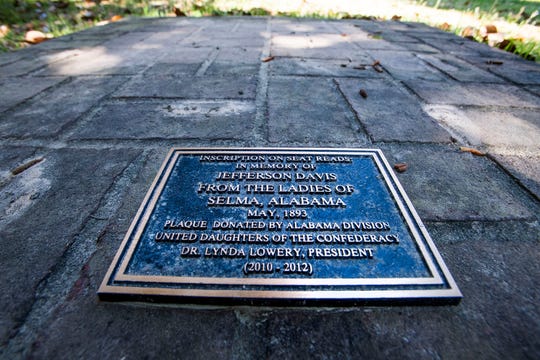 INSCRIPTION ON SEAT READS:
IN MEMORY OF
JEFFERSON DAVIS
FROM THE LADIES OF
SELMA, ALABAMA
MAY, 1893
PLAQUE DONATED BY ALABAMA DIVISION
UNITED DAUGHTERS OF THE CONFEDERACY
DR. LYNDA LOWERY, PRESIDENT
(2010 - 2012)